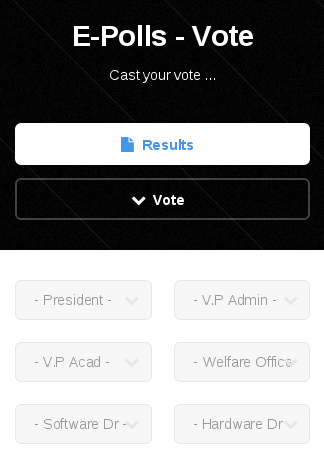 E-Polls - Vote
Cast your vote ...
Results
Vote
- President -
- V.P Admin -
- V.P Acad -
- Welfare Office
- Software Dr -
- Hardware Dr